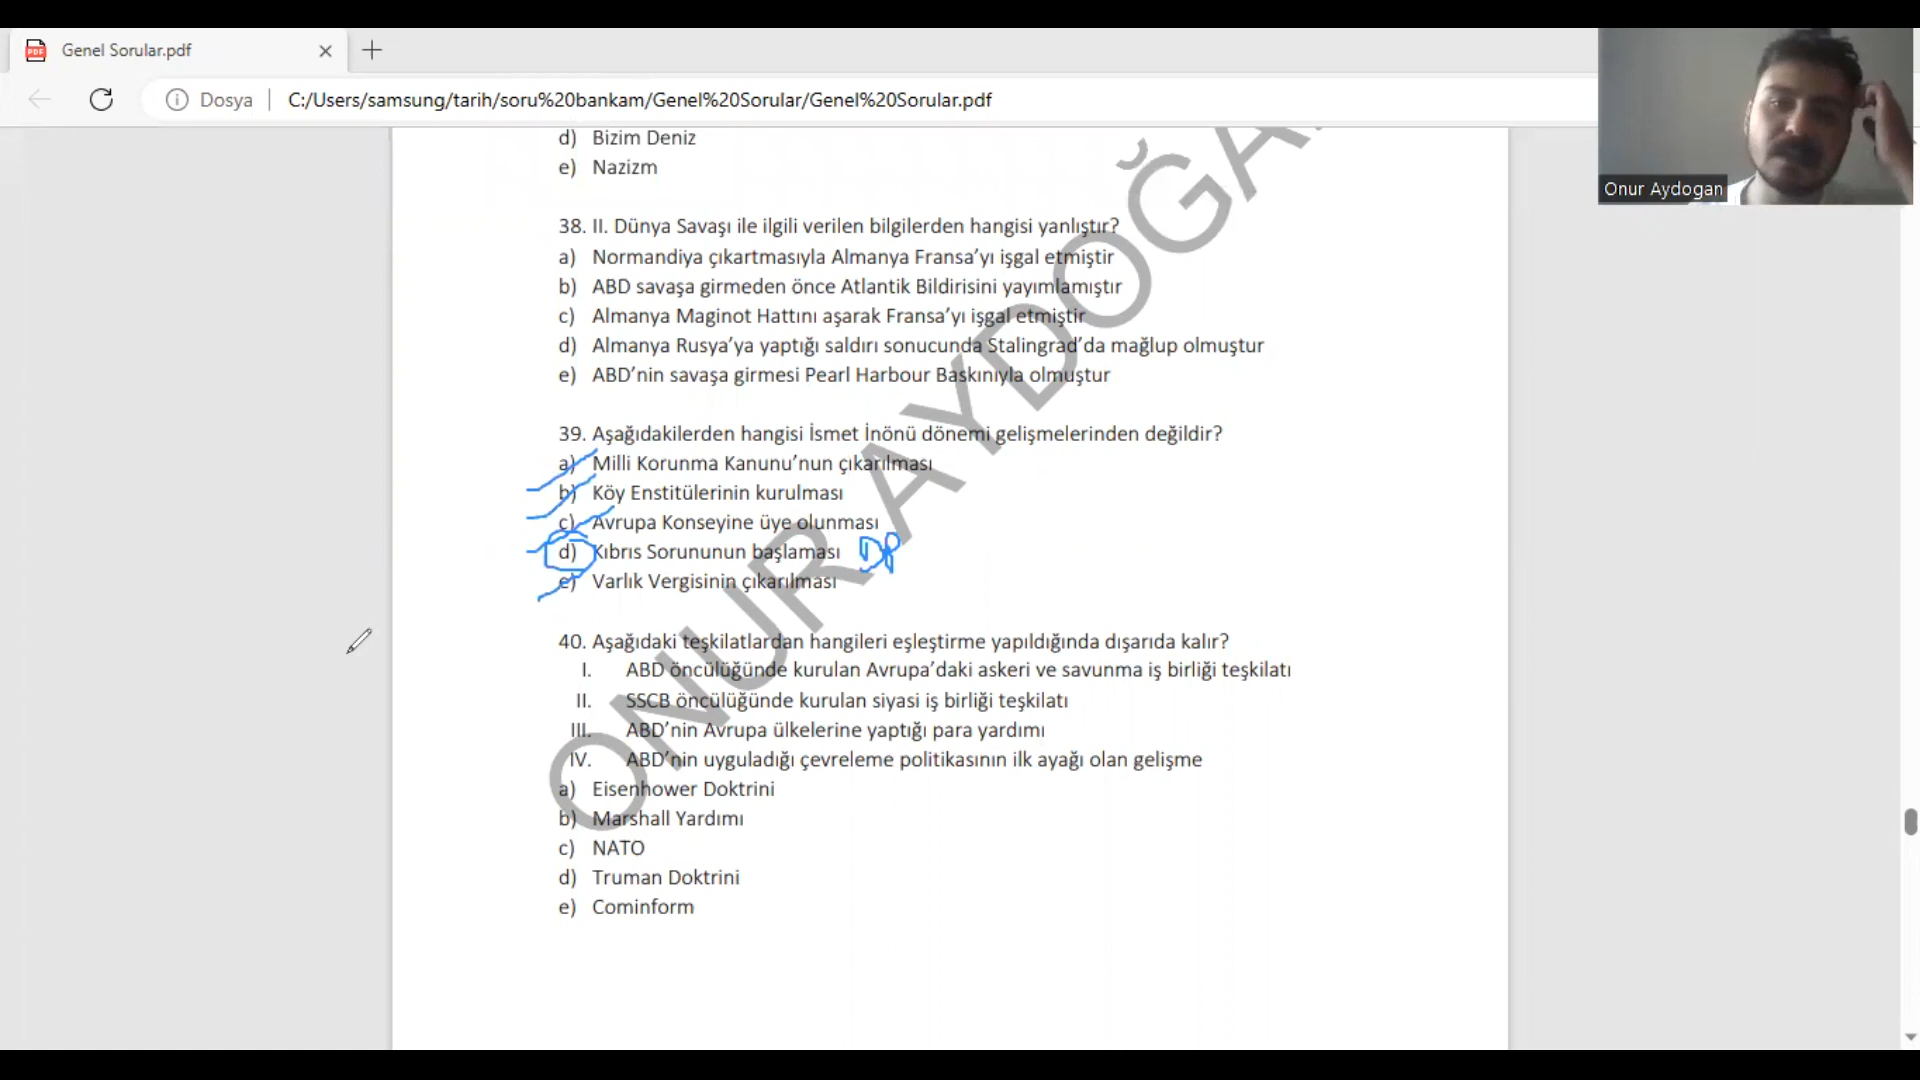 Genel Sorular.pdf
Dosya
C:/Users/samsung/tarih/soru%20bankam/Genel%20Sorular/Genel%20Sorular.pdf
Onur Aydogan
d) Bizim Deniz
e) Nazizm
38. II. Dünya Savaşı ile ilgili verilen bilgilerden hangisi yanlıştır?
a) Normandiya çıkartmasıyla Almanya Fransa’yı işgal etmiştir
b) ABD savaşa girmeden önce Atlantik Bildirisini yayımlamıştır
c) Almanya Maginot Hattını aşarak Fransa’yı işgal etmiştir
d) Almanya Rusya’ya yaptığı saldırı sonucunda Stalingrad’da mağlup olmuştur
e) ABD’nin savaşa girmesi Pearl Harbour Baskınıyla olmuştur
39. Aşağıdakilerden hangisi İsmet İnönü dönemi gelişmelerinden değildir?
a) Milli Korunma Kanunu’nun çıkarılması
b) Köy Enstitülerinin kurulması
c) Avrupa Konseyine üye olunması
d) Kıbrıs Sorununun başlaması DP
e) Varlık Vergisinin çıkarılması
40. Aşağıdaki teşkilatlardan hangileri eşleştirme yapıldığında dışarıda kalır?
I. ABD öncülüğünde kurulan Avrupa’daki askeri ve savunma iş birliği teşkilatı
II. SSCB öncülüğünde kurulan siyasi iş birliği teşkilatı
III. ABD’nin Avrupa ülkelerine yaptığı para yardımı
IV. ABD’nin uyguladığı çevreleme politikasının ilk ayağı olan gelişme
a) Eisenhower Doktrini
b) Marshall Yardımı
c) NATO
d) Truman Doktrini
e) Cominform
ONUR AYDOĞA